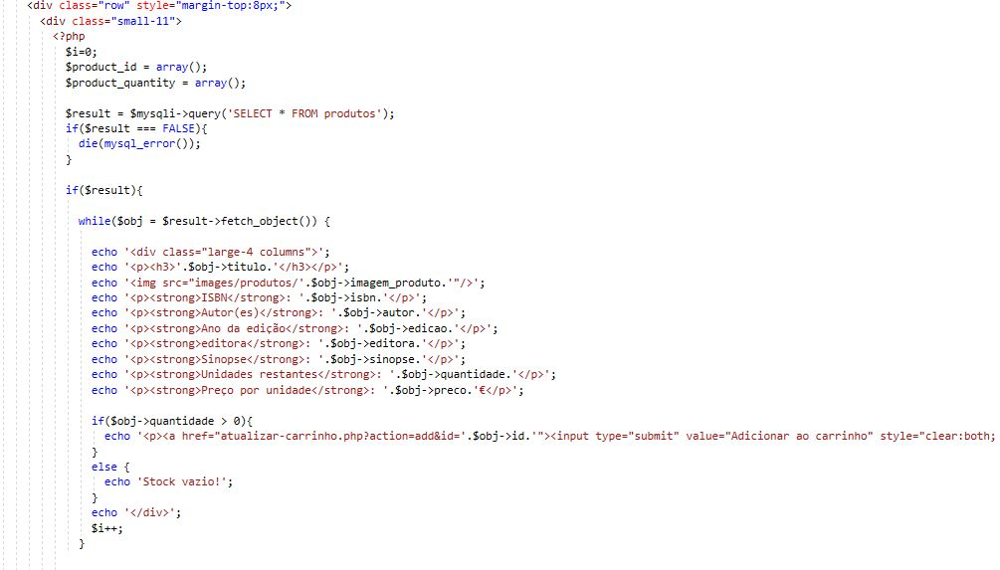 <div class="row" style="margin-top:8px;">
<div class="small-11">
<?php
$i=0;
$product_id = array();
$product_quantity = array();
$result = $mysqli->query('SELECT * FROM produtos');
if($result === FALSE){
die(mysql_error());
}
if($result){
while($obj = $result->fetch_object()) {
echo '<div class="large-4 columns">';
echo '<p><h3>'.$obj->titulo.'</h3></p>';
echo '<img src="images/produtos/'.$obj->imagem_produto.'"/>';
echo '<p><strong>ISBN</strong>: '.$obj->isbn.'</p>';
echo '<p><strong>Autor(es)</strong>: '.$obj->autor.'</p>';
echo '<p><strong>Ano da edição</strong>: '.$obj->edicao.'</p>';
echo '<p><strong>editora</strong>: '.$obj->editora.'</p>';
echo '<p><strong>Sinopse</strong>: '.$obj->sinopse.'</p>';
echo '<p><strong>Unidades restantes</strong>: '.$obj->quantidade.'</p>';
echo '<p><strong>Preço por unidade</strong>: '.$obj->preco.'€</p>';
if($obj->quantidade > 0){
echo '<p><a href="atualizar-carrinho.php?action=add&id='.$obj->id.'"><input type="submit" value="Adicionar ao carrinho" style="clear:both;
}
else {
echo 'Stock vazio!';
}
echo '</div>';
$i++;
}